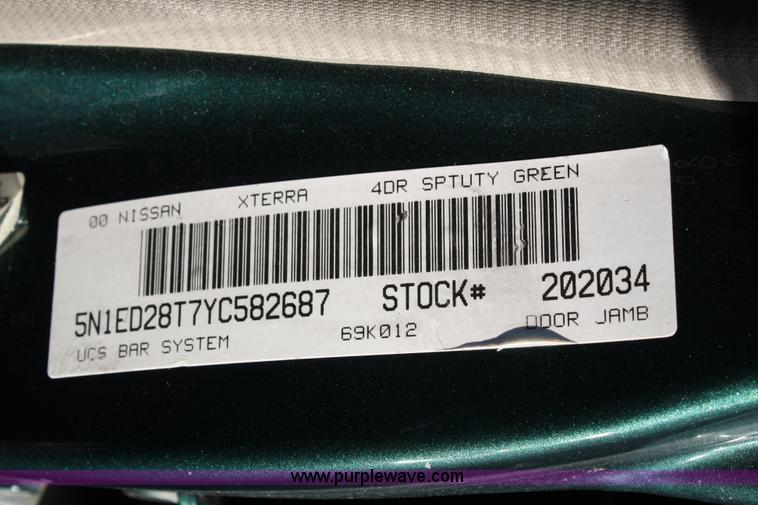 00 NISSAN XTERRA 4DR SPTUTY GREEN
5N1ED28T7YC582687 STOCK# 202034
UCS BAR SYSTEM 69K012 DOOR JAMB
www.purplewave.com